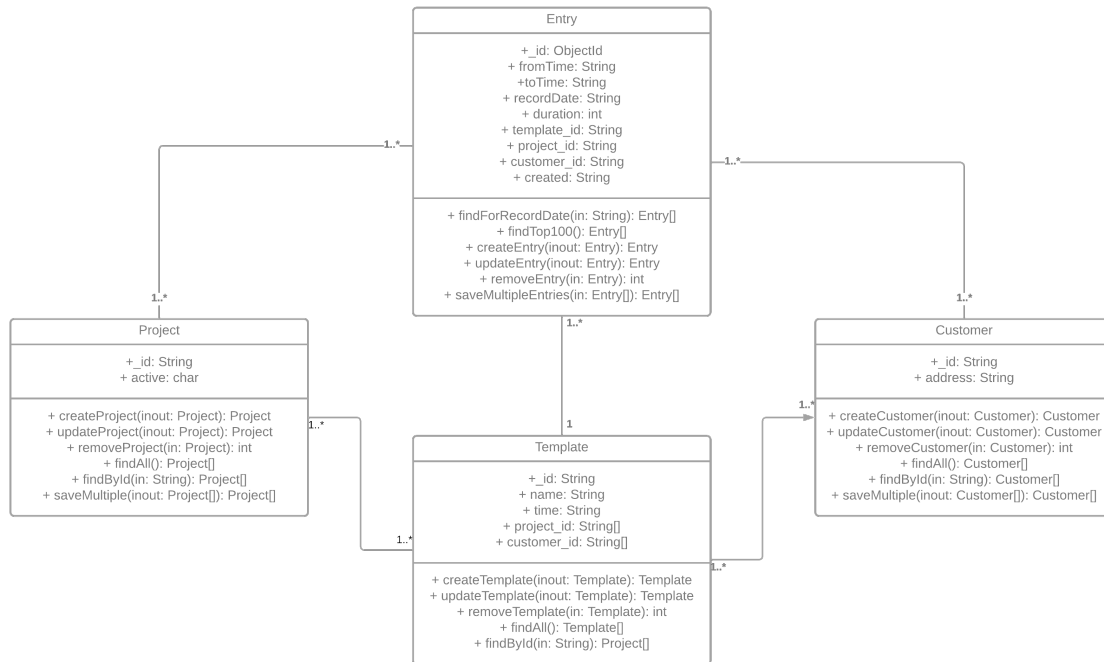 Entry
+_id: ObjectId
+ fromTime: String
+toTime: String
+ recordDate: String
+ duration: int
+ template_id: String
+ project_id: String
+ customer_id: String
+ created: String
+ findForRecordDate(in: String): Entry[]
+ findTop100(): Entry[]
+ createEntry(inout: Entry): Entry
+ updateEntry(inout: Entry): Entry
+ removeEntry(in: Entry): int
+ saveMultipleEntries(in: Entry[]): Entry[]
1..*
1..*
1..*
1..*
1..*
1
Project
+_id: String
+ active: char
+ createProject(inout: Project): Project
+ updateProject(inout: Project): Project
+ removeProject(in: Project): int
+ findAll(): Project[]
+ findById(in: String): Project[]
+ saveMultiple(inout: Project[]): Project[]
1..*
1..*
Template
+_id: String
+ name: String
+ time: String
+ project_id: String[]
+ customer_id: String[]
+ createTemplate(inout: Template): Template
+ updateTemplate(inout: Template): Template
+ removeTemplate(in: Template): int
+ findAll(): Template[]
+ findById(in: String): Project[]
1..*
1..*
Customer
+_id: String
+ address: String
+ createCustomer(inout: Customer): Customer
+ updateCustomer(inout: Customer): Customer
+ removeCustomer(in: Customer): int
+ findAll(): Customer[]
+ findById(in: String): Customer[]
+ saveMultiple(inout: Customer[]): Customer[]